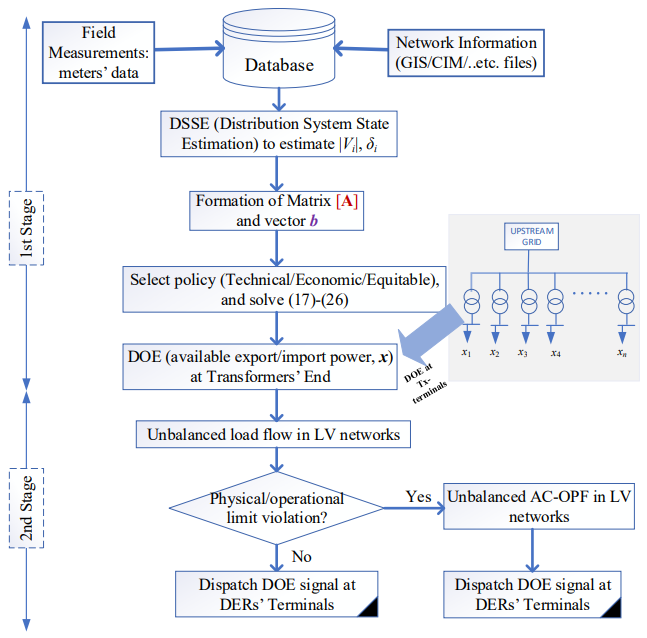 Field
Measurements:
meters' data
Database
Network Information
(GIS/CIM/..etc. files)
DSSE (Distribution System State
Estimation) to estimate |Vi|, δi
Formation of Matrix [A]
and vector b
1st Stage
Select policy (Technical/Economic/Equitable),
and solve (17)-(26)
UPSTREAM
GRID
x1
x2
x3
x4
xn
DOE at
Tx-
terminals
DOE (available export/import power, x)
at Transformers' End
Unbalanced load flow in LV networks
2nd Stage
Physical/operational
limit violation?
Yes
Unbalanced AC-OPF in LV
networks
No
Dispatch DOE signal at
DERs' Terminals
Dispatch DOE signal at
DERs' Terminals